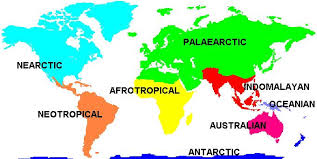 PALAEARCTIC
NEARCTIC
INDOMALAYAN
AFROTROPICAL
OCEANIAN
NEOTROPICAL
AUSTRALIAN
ANTARCTIC